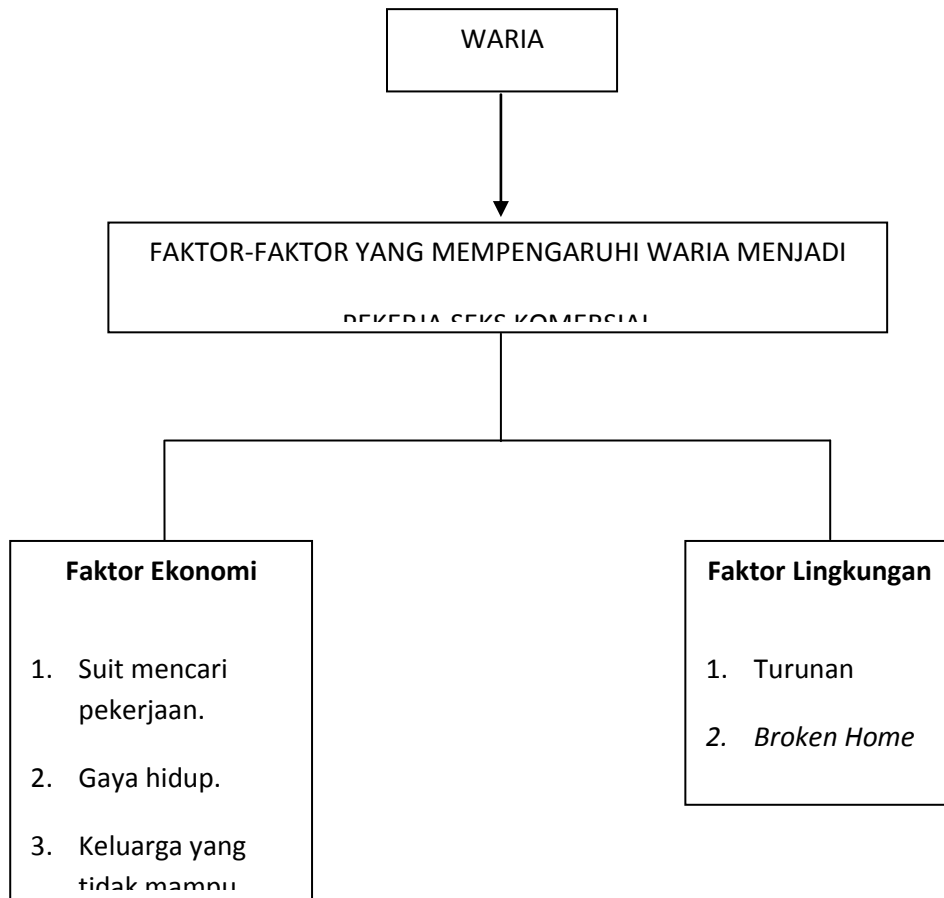 WARIA
FAKTOR-FAKTOR YANG MEMPENGARUHI WARIA MENJADI
PEKERJA SEKS KOMERSIAL
Faktor Ekonomi
1. Suit mencari
pekerjaan.
2. Gaya hidup.
3. Keluarga yang
tidak mampu
Faktor Lingkungan
1. Turunan
2. Broken Home